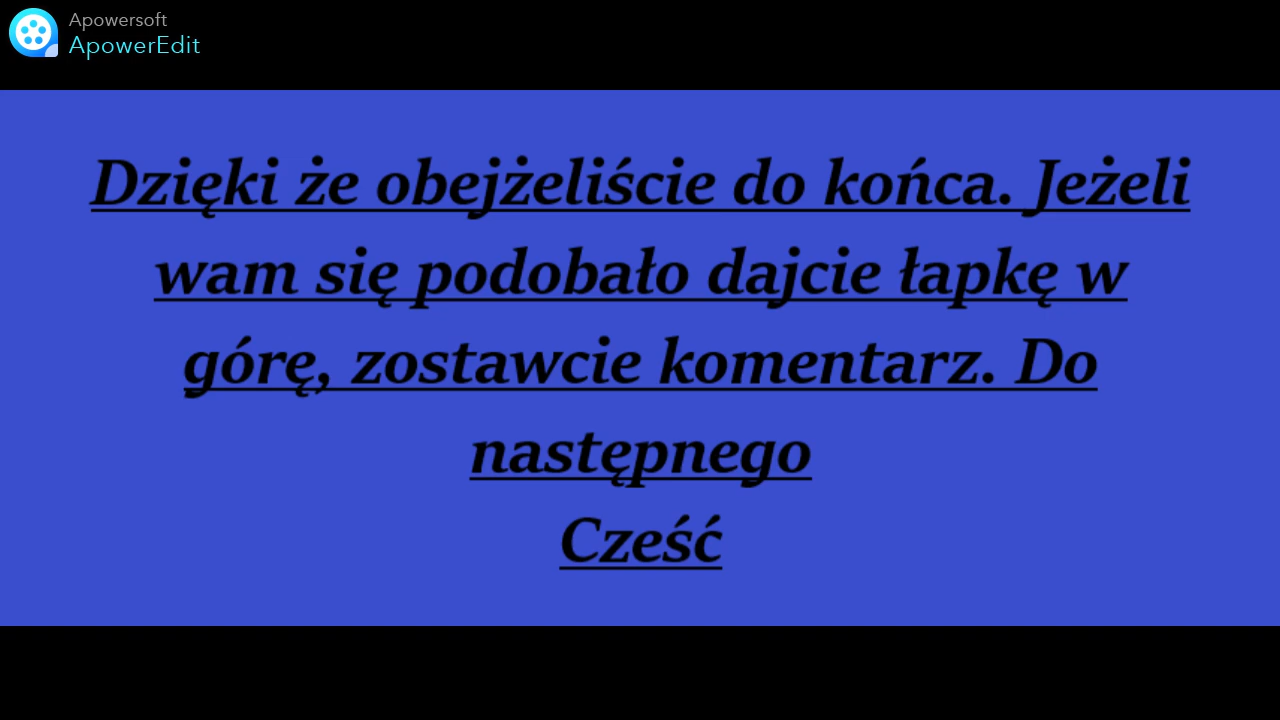 Apowersoft
ApowerEdit
Dzięki że obejżeliście do końca. Jeżeli
wam się podobało dajcie łapkę w
górę, zostawcie komentarz. Do
następnego
Cześć